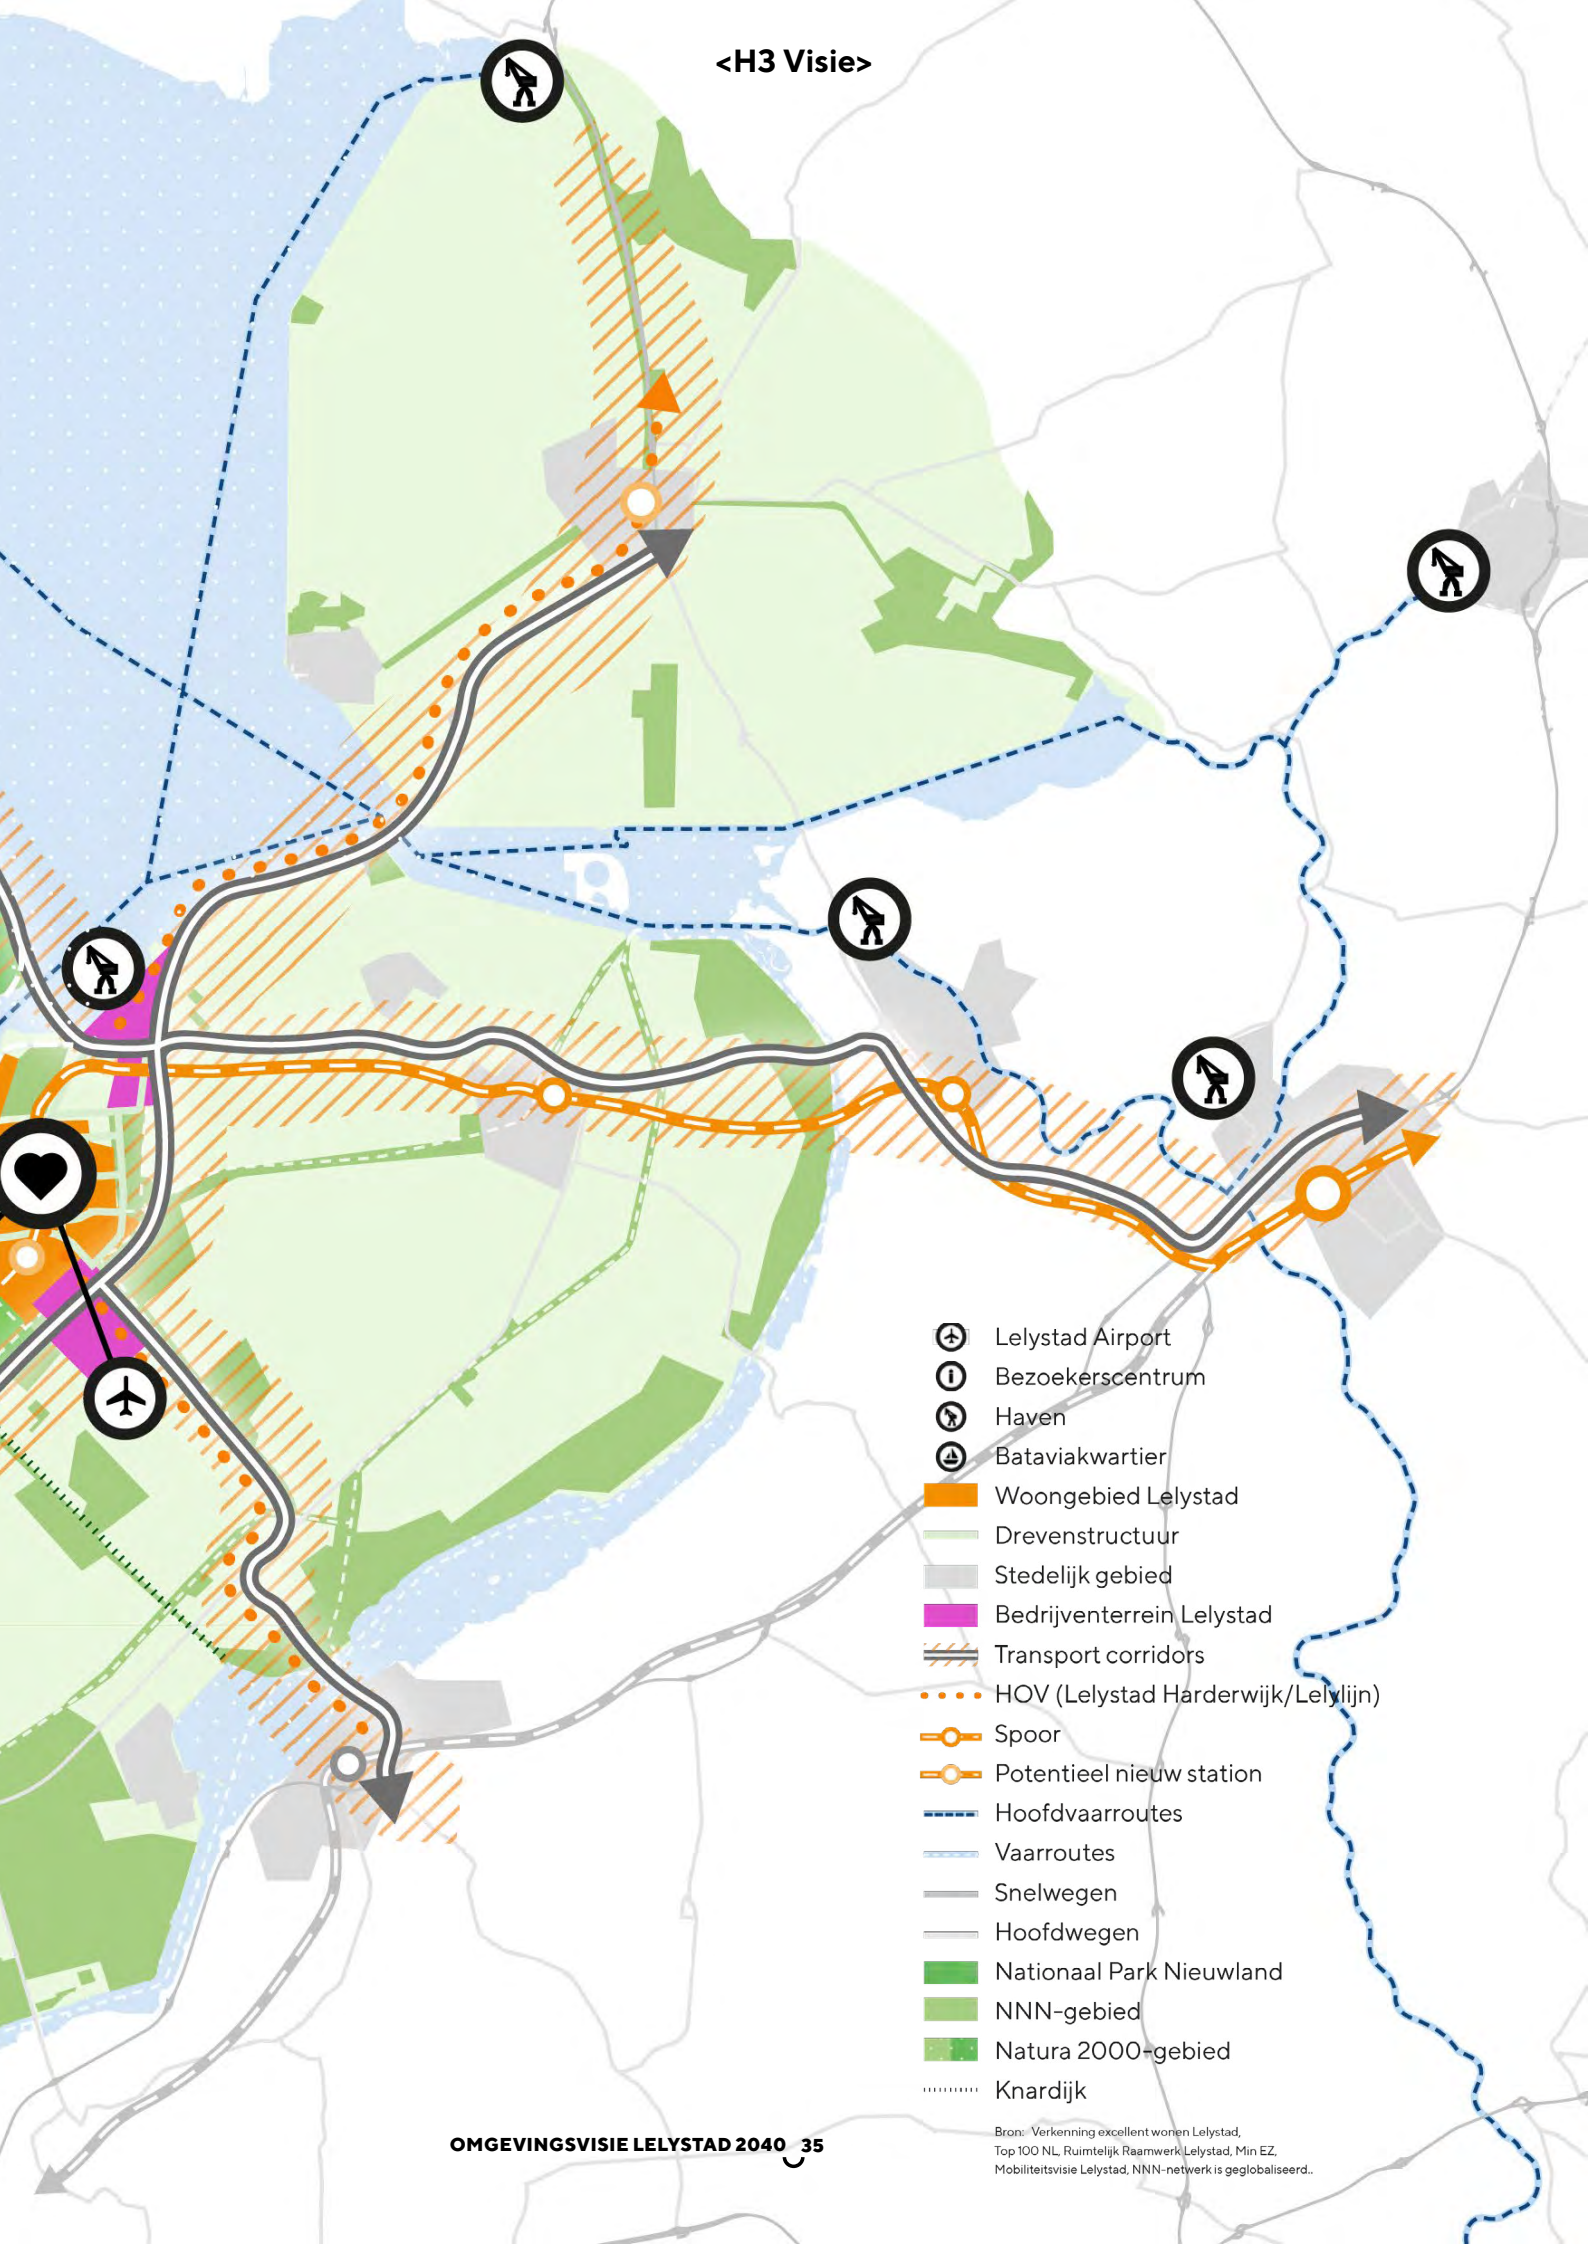 <H3 Visie>
Lelystad Airport
Bezoekerscentrum
Haven
Bataviakwartier
Woongebied Lelystad
Drevenstructuur
Stedelijk gebied
Bedrijventerrein Lelystad
Transport corridors
HOV (Lelystad Harderwijk/Lelylijn)
Spoor
Potentieel nieuw station
Hoofdvaarroutes
Vaarroutes
Snelwegen
Hoofdwegen
Nationaal Park Nieuwland
NNN-gebied
Natura 2000-gebied
Knardijk
Bron: Verkenning excellent wonen Lelystad,
Top 100 NL, Ruimtelijk Raamwerk Lelystad, Min EZ,
Mobiliteitsvisie Lelystad, NNN-netwerk is geglobaliseerd..
OMGEVINGSVISIE LELYSTAD 2040 35